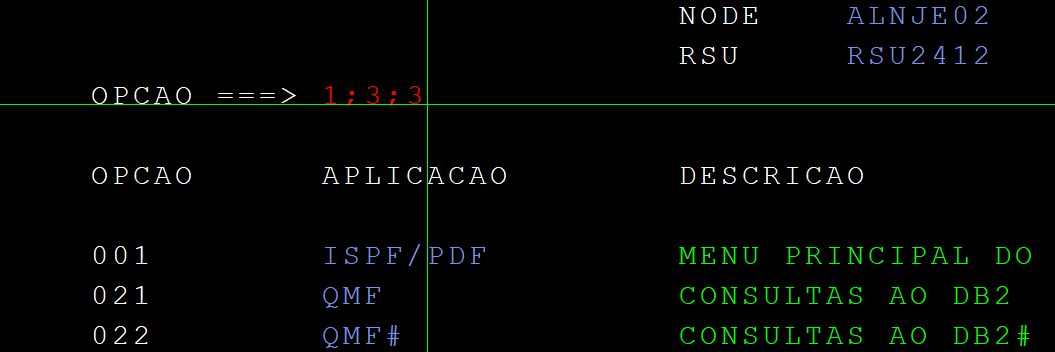 NODE ALNJE02
RSU RSU2412
OPCAO ===> 1;3;3
OPCAO APLICACAO DESCRICAO
001 ISPF/PDF MENU PRINCIPAL DO
021 QMF CONSULTAS AO DB2
022 QMF# CONSULTAS AO DB2#